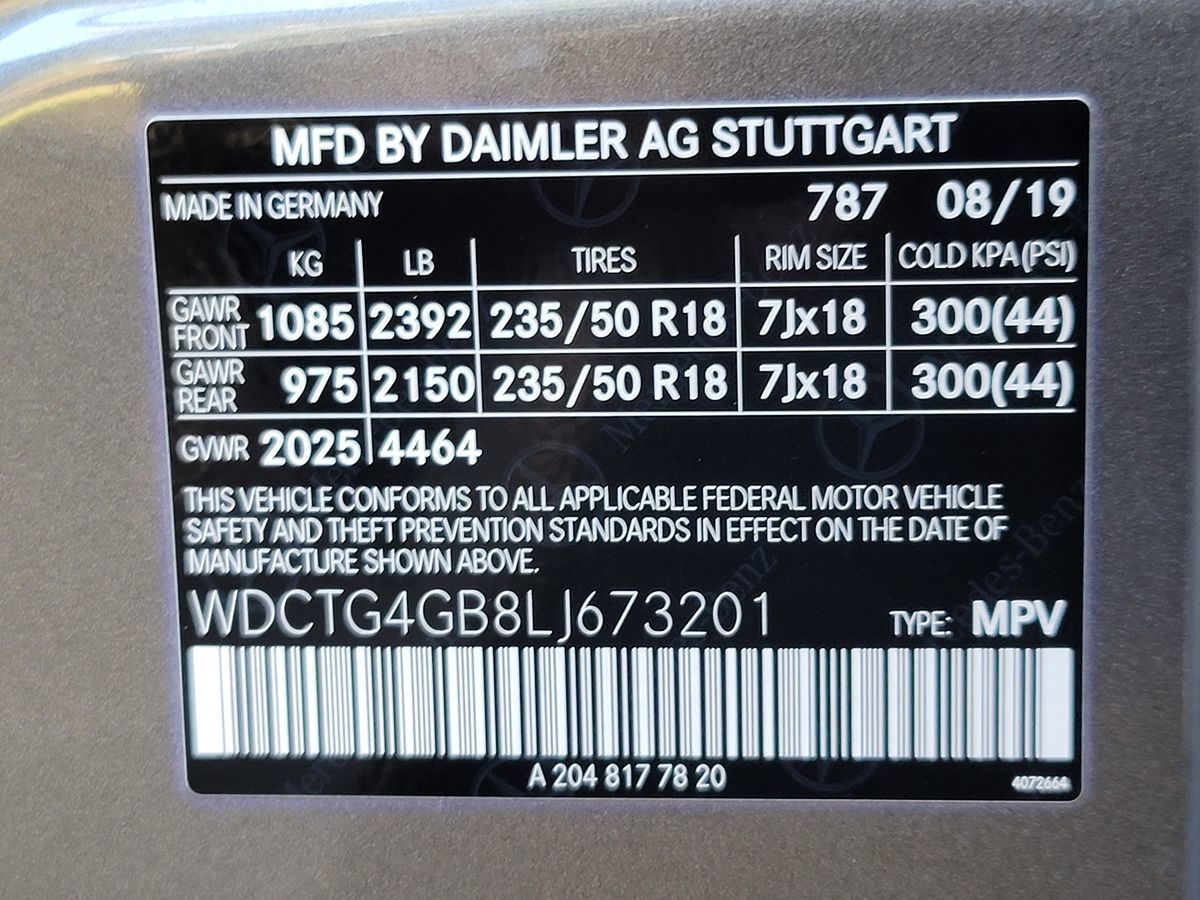 MFD BY DAIMLER AG STUTTGART
MADE IN GERMANY 787 08/19
KG LB TIRES RIM SIZE COLD KPA (PSI)
GAWR FRONT 1085 2392 235/50 R18 7Jx18 300(44)
GAWR REAR 975 2150 235/50 R18 7Jx18 300(44)
GVWR 2025 4464
THIS VEHICLE CONFORMS TO ALL APPLICABLE FEDERAL MOTOR VEHICLE
SAFETY AND THEFT PREVENTION STANDARDS IN EFFECT ON THE DATE OF
MANUFACTURE SHOWN ABOVE.
WDCTG4GB8LJ673201 TYPE: MPV
A 204 817 78 20 4072664